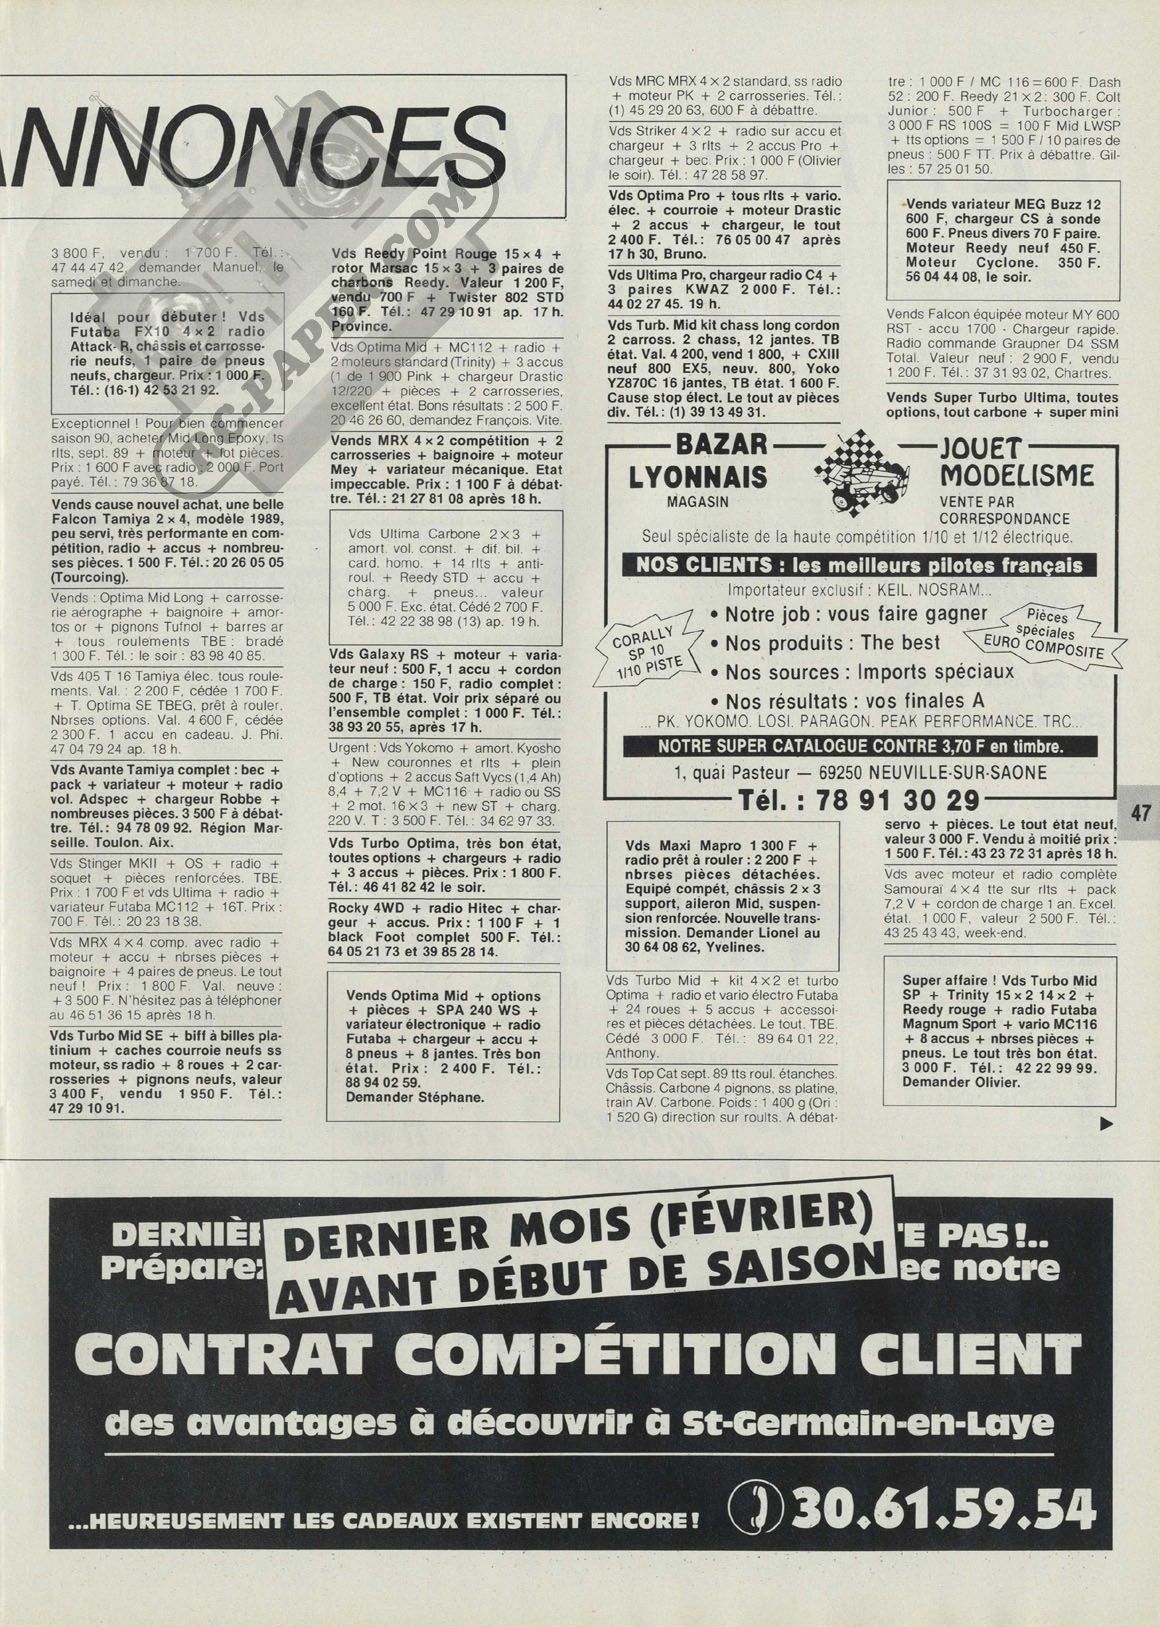 ANNONCES
3 800 F, vendu : 1 700 F. Tél. :
47 44 47 42, demander Manuel, le
samedi et dimanche.
Idéal pour débuter ! Vds
Futaba FX10 4 × 2 radio
Attack-R, châssis et carrosse-
rie neufs, 1 paire de pneus
neufs, chargeur. Prix : 1 000 F.
Tél. : (16-1) 42 53 21 92.
Exceptionnel ! Pour bien commencer
saison 90, acheter Mid Long Epoxy, ts
rlts, sept. 89 + moteur + lot pièces.
Prix : 1 600 F avec radio, 2 000 F. Port
payé. Tél. : 79 36 87 18.
Vends cause nouvel achat, une belle
Falcon Tamiya 2 × 4, modèle 1989,
peu servi, très performante en com-
pétition, radio + accus + nombreu-
ses pièces. 1 500 F. Tél. : 20 26 05 05
(Tourcoing).
Vends : Optima Mid Long + carrosse-
rie aérographe + baignoire + amor-
tos or + pignons Tufnol + barres ar
+ tous roulements TBE : bradé
1 300 F. Tél. : le soir : 83 98 40 85.
Vds 405 T 16 Tamiya élec. tous roule-
ments. Val. : 2 200 F, cédée 1 700 F.
+ T. Optima SE TBEG, prêt à rouler.
Nbrses options. Val. 4 600 F, cédée
2 300 F. 1 accu en cadeau. J. Phi.
47 04 79 24 ap. 18 h.
Vds Avante Tamiya complet : bec +
pack + variateur + moteur + radio
vol. Adspec + chargeur Robbe +
nombreuses pièces. 3 500 F à débat-
tre. Tél. : 94 78 09 92. Région Mar-
seille. Toulon. Aix.
Vds Stinger MKII + OS + radio +
soquet + pièces renforcées. TBE.
Prix : 1 700 F et vds Ultima + radio +
variateur Futaba MC112 + 16T. Prix :
700 F. Tél. : 20 23 18 38.
Vds MRX 4 × 4 comp. avec radio +
moteur + accu + nbrses pièces +
baignoire + 4 paires de pneus. Le tout
neuf ! Prix : 1 800 F. Val. neuve :
+ 3 500 F. N'hésitez pas à téléphoner
au 46 51 36 15 après 18 h.
Vds Turbo Mid SE + biff à billes pla-
tinium + caches courroie neufs ss
moteur, ss radio + 8 roues + 2 car-
rosseries + pignons neufs, valeur
3 400 F, vendu 1 950 F. Tél. :
47 29 10 91.
Vds Reedy Point Rouge 15 × 4 +
rotor Marsac 15 × 3 + 3 paires de
charbons Reedy. Valeur 1 200 F,
vendu 700 F + Twister 802 STD
160 F. Tél. : 47 29 10 91 ap. 17 h.
Province.
Vds Optima Mid + MC112 + radio +
2 moteurs standard (Trinity) + 3 accus
(1 de 1 900 Pink + chargeur Drastic
12/220 + pièces + 2 carrosseries,
excellent état. Bons résultats : 2 500 F.
20 46 26 60, demandez François. Vite.
Vends MRX 4 × 2 compétition + 2
carrosseries + baignoire + moteur
Mey + variateur mécanique. Etat
impeccable. Prix : 1 100 F à débat-
tre. Tél. : 21 27 81 08 après 18 h.
Vds Ultima Carbone 2 × 3 +
amort. vol. const. + dif. bil. +
card. homo. + 14 rlts + anti-
roul. + Reedy STD + accu +
charg. + pneus... valeur
5 000 F. Exc. état. Cédé 2 700 F.
Tél. : 42 22 38 98 (13) ap. 19 h.
Vds Galaxy RS + moteur + varia-
teur neuf : 500 F, 1 accu + cordon
de charge : 150 F, radio complet :
500 F, TB état. Voir prix séparé ou
l'ensemble complet : 1 000 F. Tél. :
38 93 20 55, après 17 h.
Urgent : Vds Yokomo + amort. Kyosho
+ New couronnes et rlts + plein
d'options + 2 accus Saft Vycs (1,4 Ah)
8,4 + 7,2 V + MC116 + radio ou SS
+ 2 mot. 16 × 3 + new ST + charg.
220 V. T : 3 500 F. Tél. : 34 62 97 33.
Vds Turbo Optima, très bon état,
toutes options + chargeurs + radio
+ 3 accus + pièces. Prix : 1 800 F.
Tél. : 46 41 82 42 le soir.
Rocky 4WD + radio Hitec + char-
geur + accus. Prix : 1 100 F + 1
black Foot complet 500 F. Tél. :
64 05 21 73 et 39 85 28 14.
Vends Optima Mid + options
+ pièces + SPA 240 WS +
variateur électronique + radio
Futaba + chargeur + accu +
8 pneus + 8 jantes. Très bon
état. Prix : 2 400 F. Tél. :
88 94 02 59.
Demander Stéphane.
Vds MRC MRX 4 × 2 standard, ss radio
+ moteur PK + 2 carrosseries. Tél. :
(1) 45 29 20 63, 600 F à débattre.
Vds Striker 4 × 2 + radio sur accu et
chargeur + 3 rlts + 2 accus Pro +
chargeur + bec. Prix : 1 000 F (Olivier
le soir). Tél. : 47 28 58 97.
Vds Optima Pro + tous rlts + vario.
élec. + courroie + moteur Drastic
+ 2 accus + chargeur, le tout
2 400 F. Tél. : 76 05 00 47 après
17 h 30, Bruno.
Vds Ultima Pro, chargeur radio C4 +
3 paires KWAZ 2 000 F. Tél. :
44 02 27 45. 19 h.
Vds Turb. Mid kit chass long cordon
2 carross. 2 chass, 12 jantes. TB
état. Val. 4 200, vend 1 800, + CXIII
neuf 800 EX5, neuv. 800, Yoko
YZ870C 16 jantes, TB état. 1 600 F.
Cause stop élect. Le tout av pièces
div. Tél. : (1) 39 13 49 31.
tre : 1 000 F / MC 116 = 600 F. Dash
52 : 200 F. Reedy 21 × 2 : 300 F. Colt
Junior : 500 F + Turbocharger :
3 000 F RS 100S = 100 F Mid LWSP
+ tts options = 1 500 F / 10 paires de
pneus : 500 F TT. Prix à débattre. Gil-
les : 57 25 01 50.
Vends variateur MEG Buzz 12
600 F, chargeur CS à sonde
600 F. Pneus divers 70 F paire.
Moteur Reedy neuf 450 F.
Moteur Cyclone. 350 F.
56 04 44 08, le soir.
Vends Falcon équipée moteur MY 600
RST - accu 1700 - Chargeur rapide.
Radio commande Graupner D4 SSM
Total. Valeur neuf : 2 900 F, vendu
1 200 F. Tél. : 37 31 93 02, Chartres.
Vends Super Turbo Ultima, toutes
options, tout carbone + super mini
BAZAR
LYONNAIS
MAGASIN
JOUET
MODELISME
VENTE PAR
CORRESPONDANCE
Seul spécialiste de la haute compétition 1/10 et 1/12 électrique.
NOS CLIENTS : les meilleurs pilotes français
Importateur exclusif : KEIL, NOSRAM...
• Notre job : vous faire gagner
• Nos produits : The best
• Nos sources : Imports spéciaux
• Nos résultats : vos finales A
CORALLY
SP 10
1/10 PISTE
Pièces
spéciales
EURO COMPOSITE
... PK. YOKOMO. LOSI. PARAGON. PEAK PERFORMANCE. TRC...
NOTRE SUPER CATALOGUE CONTRE 3,70 F en timbre.
1, quai Pasteur — 69250 NEUVILLE-SUR-SAONE
Tél. : 78 91 30 29
47
Vds Maxi Mapro 1 300 F +
radio prêt à rouler : 2 200 F +
nbrses pièces détachées.
Equipé compét, châssis 2 × 3
support, aileron Mid, suspen-
sion renforcée. Nouvelle trans-
mission. Demander Lionel au
30 64 08 62, Yvelines.
Vds Turbo Mid + kit 4 × 2 et turbo
Optima + radio et vario électro Futaba
+ 24 roues + 5 accus + accessoi-
res et pièces détachées. Le tout. TBE.
Cédé 3 000 F. Tél. : 89 64 01 22,
Anthony.
Vds Top Cat sept. 89 tts roul. étanches.
Châssis. Carbone 4 pignons, ss platine,
train AV. Carbone. Poids : 1 400 g (Ori :
1 520 G) direction sur roults. A débat-
servo + pièces. Le tout état neuf,
valeur 3 000 F. Vendu à moitié prix :
1 500 F. Tél. : 43 23 72 31 après 18 h.
Vds avec moteur et radio complète
Samouraï 4 × 4 tte sur rlts + pack
7,2 V + cordon de charge 1 an. Excel.
état. 1 000 F, valeur 2 500 F. Tél. :
43 25 43 43, week-end.
Super affaire ! Vds Turbo Mid
SP + Trinity 15 × 2 14 × 2 +
Reedy rouge + radio Futaba
Magnum Sport + vario MC116
+ 8 accus + nbrses pièces +
pneus. Le tout très bon état.
3 000 F. Tél. : 42 22 99 99.
Demander Olivier.
DERNIÈ
TE PAS !..
Préparez
ec notre
DERNIER MOIS (FÉVRIER)
AVANT DÉBUT DE SAISON
CONTRAT COMPÉTITION CLIENT
des avantages à découvrir à St-Germain-en-Laye
...HEUREUSEMENT LES CADEAUX EXISTENT ENCORE !
30.61.59.54
RC-PAPER.COM